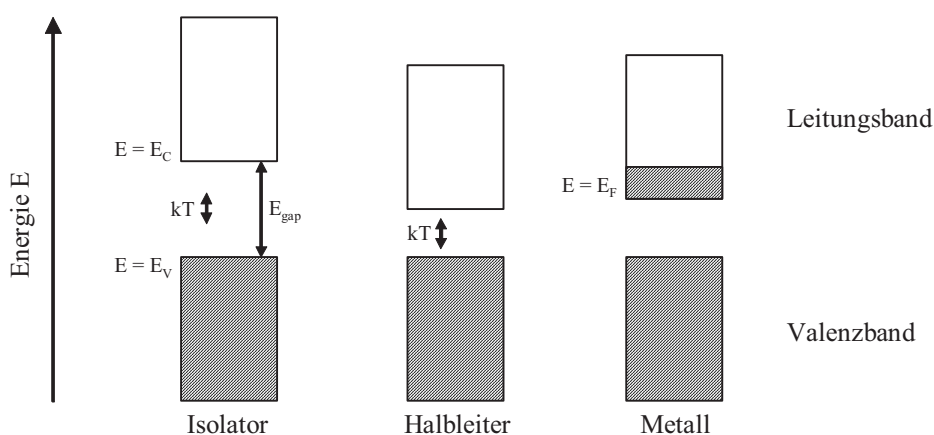 Energie E
E = E_C
kT
E_gap
E = E_V
Isolator
kT
Halbleiter
E = E_F
Metall
Leitungsband
Valenzband